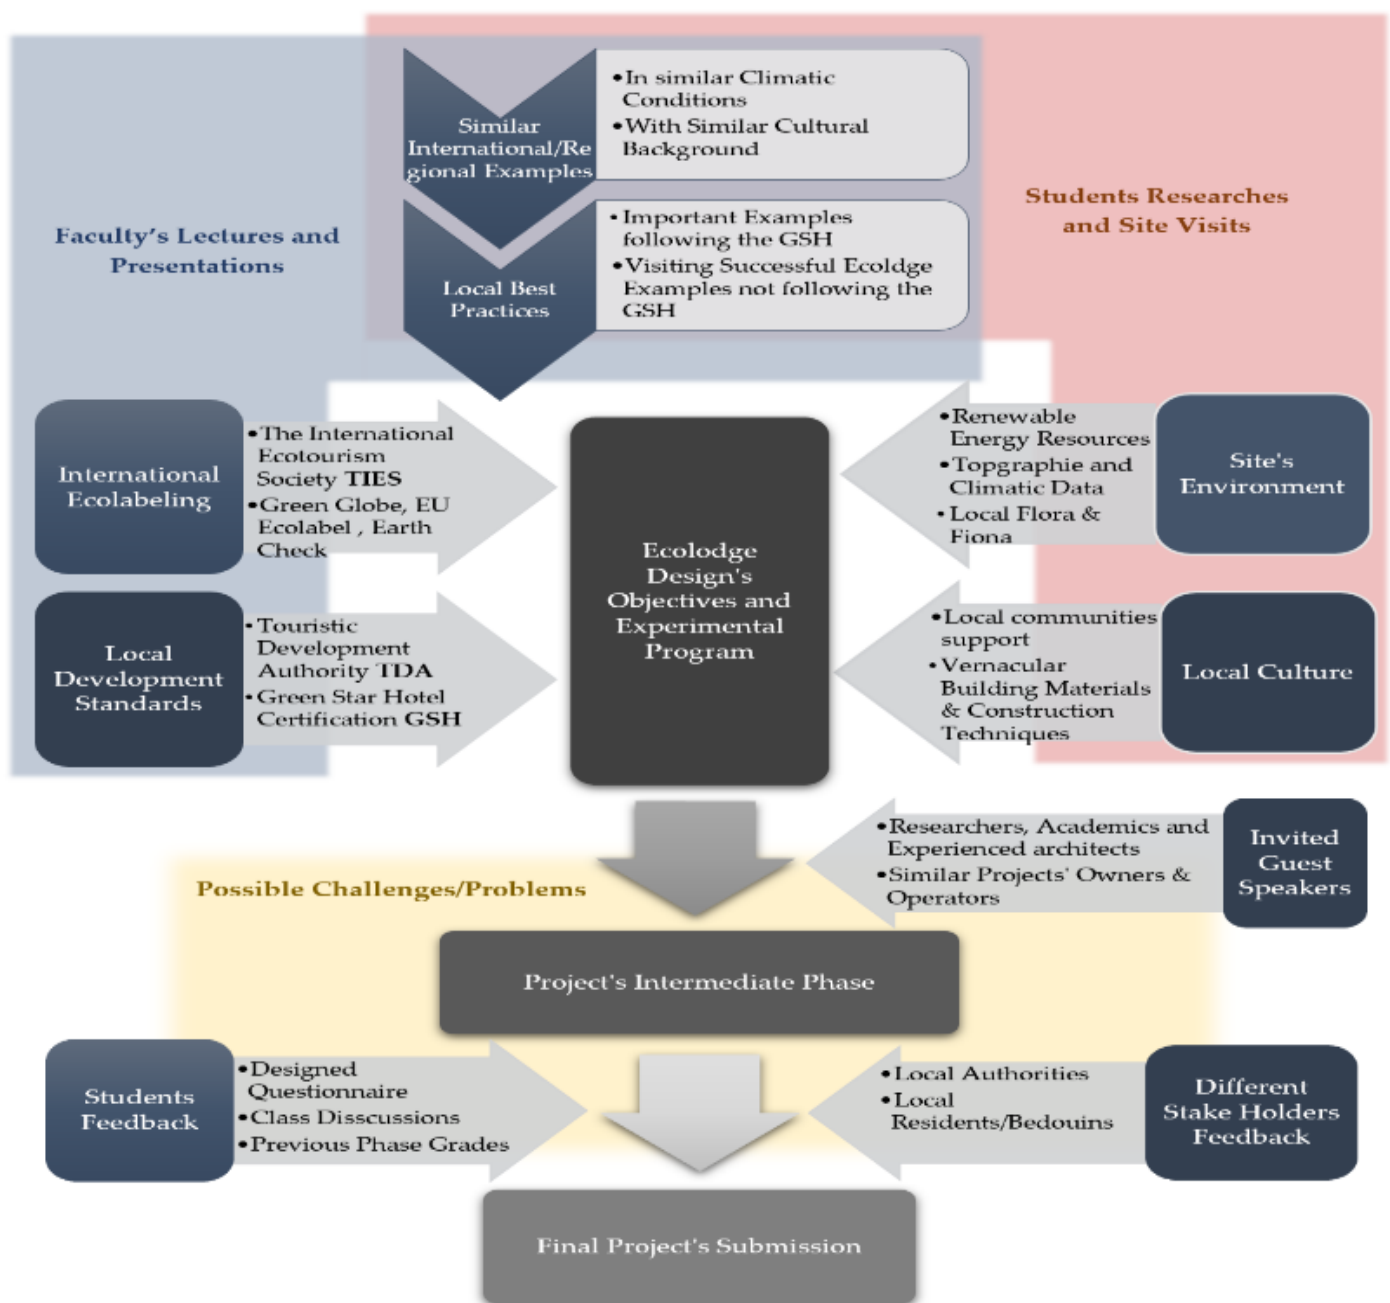 •In similar Climatic
Conditions
•With Similar Cultural
Background
Similar
International/Re
gional Examples
Students Researches
and Site Visits
Faculty's Lectures and
Presentations
• Important Examples
following the GSH
•Visiting Successful Ecoldge
Examples not following the
GSH
Local Best
Practices
International
Ecolabeling
•The International
Ecotourism
Society TIES
•Green Globe, EU
Ecolabel , Earth
Check
•Renewable
Energy Resources
•Topgraphie and
Climatic Data
• Local Flora &
Fiona
Site's
Environment
Ecolodge
Design's
Objectives and
Experimental
Program
Local
Development
Standards
• Touristic
Development
Authority TDA
• Green Star Hotel
Certification GSH
•Local communities
support
• Vernacular
Building Materials
& Construction
Techniques
Local Culture
•Researchers, Academics and
Experienced architects
•Similar Projects' Owners &
Operators
Invited
Guest
Speakers
Possible Challenges/Problems
Project's Intermediate Phase
Students
Feedback
•Designed
Questionnaire
•Class Disscussions
•Previous Phase Grades
•Local Authorities
•Local
Residents/Bedouins
Different
Stake Holders
Feedback
Final Project's Submission